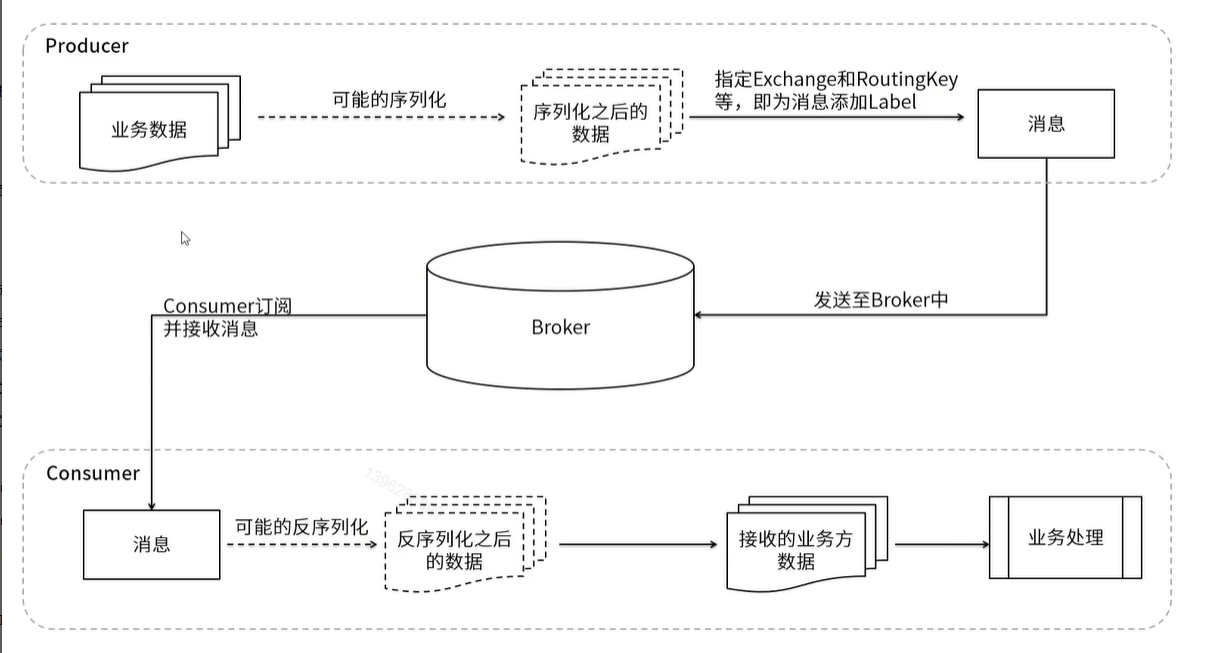 Producer
业务数据
可能的序列化
序列化之后的
数据
指定Exchange和RoutingKey
等，即为消息添加Label
消息
Consumer订阅
并接收消息
Broker
发送至Broker中
Consumer
消息
可能的反序列化
反序列化之后
的数据
接收的业务方
数据
业务处理